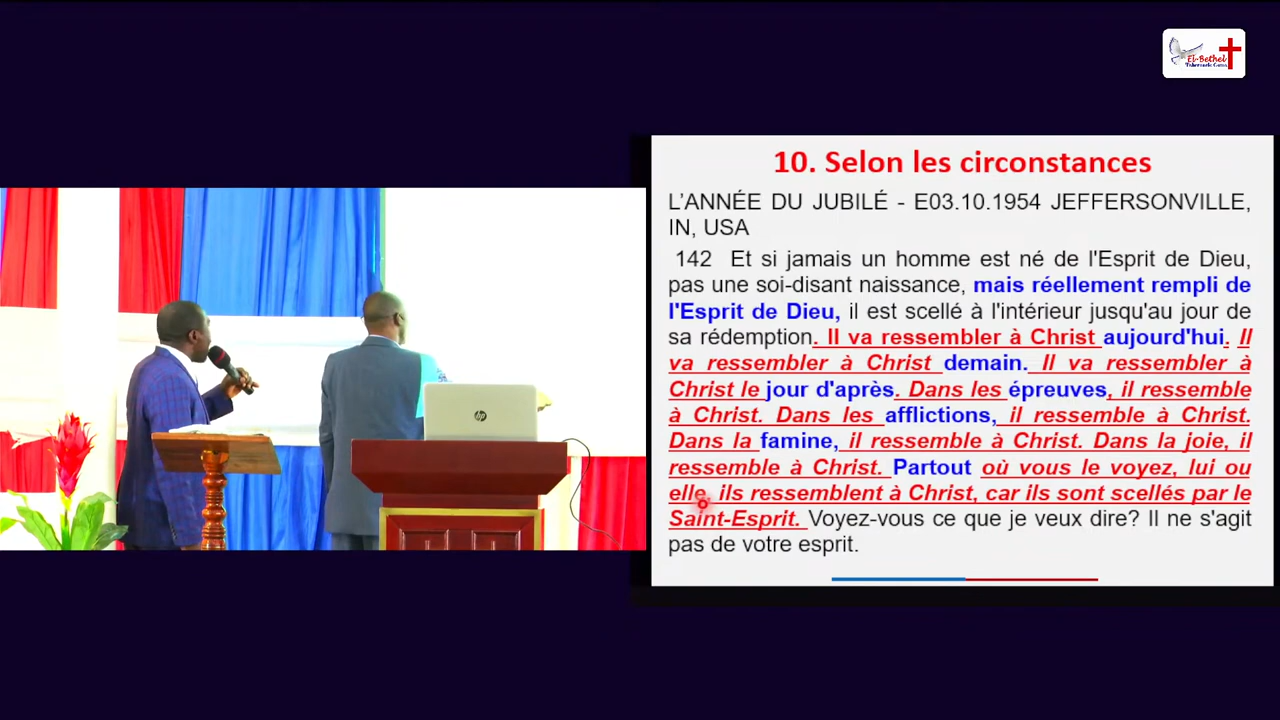 El-Bethel
10. Selon les circonstances
L'ANNÉE DU JUBILÉ - E03.10.1954 JEFFERSONVILLE,
IN, USA
142 Et si jamais un homme est né de l'Esprit de Dieu,
pas une soi-disant naissance, mais réellement rempli de
l'Esprit de Dieu, il est scellé à l'intérieur jusqu'au jour de
sa rédemption. Il va ressembler à Christ aujourd'hui. Il
va ressembler à Christ demain. Il va ressembler à
Christ le jour d'après. Dans les épreuves, il ressemble
à Christ. Dans les afflictions, il ressemble à Christ.
Dans la famine, il ressemble à Christ. Dans la joie, il
ressemble à Christ. Partout où vous le voyez, lui ou
elle, ils ressemblent à Christ, car ils sont scellés par le
Saint-Esprit. Voyez-vous ce que je veux dire? Il ne s'agit
pas de votre esprit.
hp